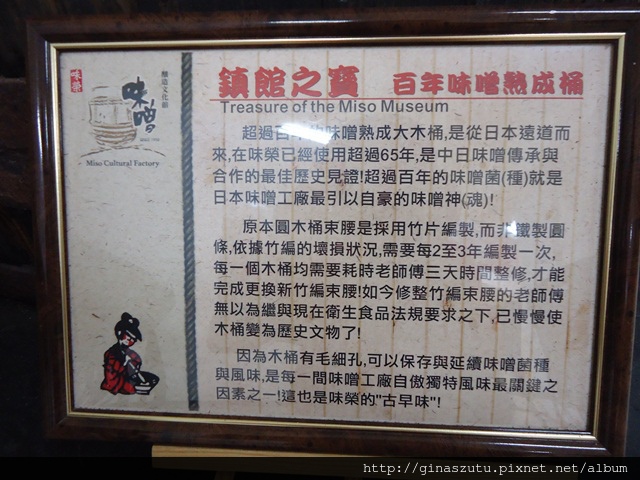 味榮
釀造文化館
味噌
Miso Cultural Factory
鎮館之寶 百年味噌熟成桶
Treasure of the Miso Museum
超過百年的味噌熟成大木桶,是從日本遠道而
來,在味榮已經使用超過65年,是中日味噌傳承與
合作的最佳歷史見證!超過百年的味噌菌(種)就是
日本味噌工廠最引以自豪的味噌神(魂)!
原本圓木桶束腰是採用竹片編製,而非鐵製圓
條,依據竹編的壞損狀況,需要每2至3年編製一次,
每一個木桶均需要耗時老師傅三天時間整修,才能
完成更換新竹編束腰!如今修整竹編束腰的老師傅
無以為繼與現在衛生食品法規要求之下,已慢慢使
木桶變為歷史文物了!
因為木桶有毛細孔,可以保存與延續味噌菌種
與風味,是每一間味噌工廠自傲獨特風味最關鍵之
因素之一!這也是味榮的"古早味"!
http://ginaszutu.pixnet.net/album